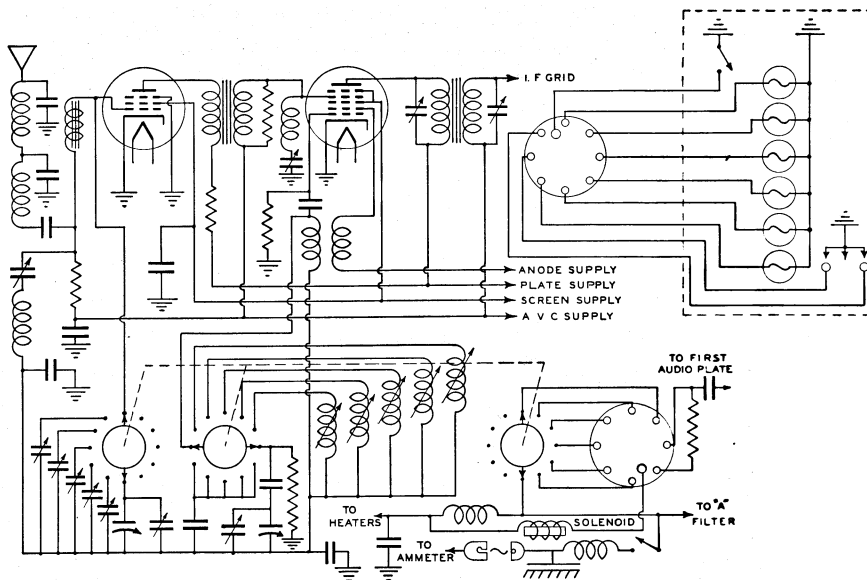 I.F GRID
ANODE SUPPLY
PLATE SUPPLY
SCREEN SUPPLY
A V C SUPPLY
TO FIRST
AUDIO PLATE
TO
HEATERS
SOLENOID
TO "A"
FILTER
TO
AMMETER